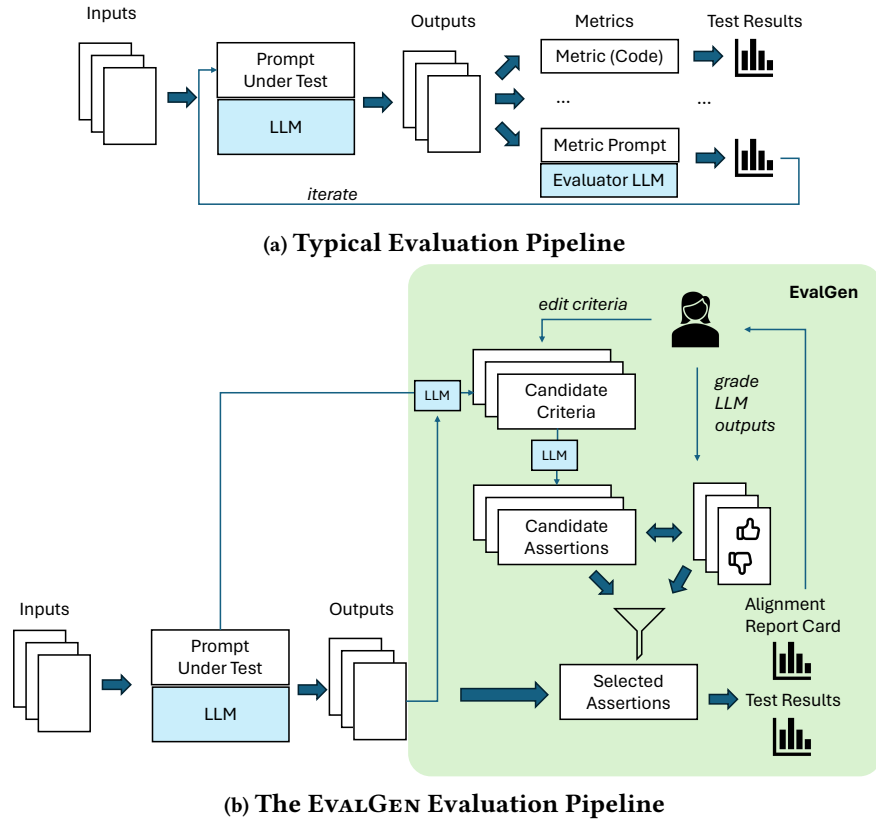 Inputs
Outputs
Metrics
Test Results
Prompt
Under Test
LLM
Metric (Code)
...
...
Metric Prompt
Evaluator LLM
iterate
(a) Typical Evaluation Pipeline
EvalGen
edit criteria
grade
LLM
outputs
LLM
Candidate
Criteria
LLM
Candidate
Assertions
Inputs
Outputs
Prompt
Under Test
LLM
Alignment
Report Card
Selected
Assertions
Test Results
(b) The EvalGen Evaluation Pipeline